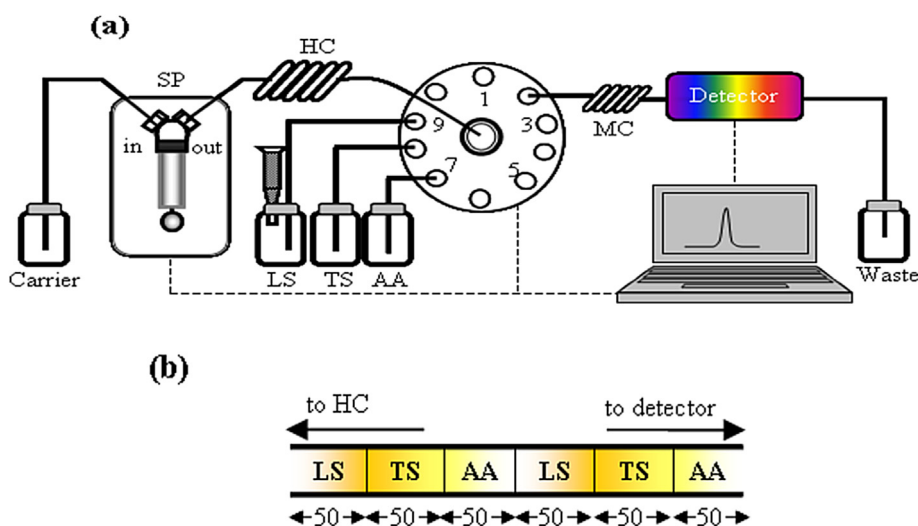 (a)
HC
SP
1
Detector
in
out
9
3
MC
7
5
Carrier
LS
TS
AA
Waste
(b)
to HC
to detector
LS TS AA LS TS AA
50 50 50 50 50 50